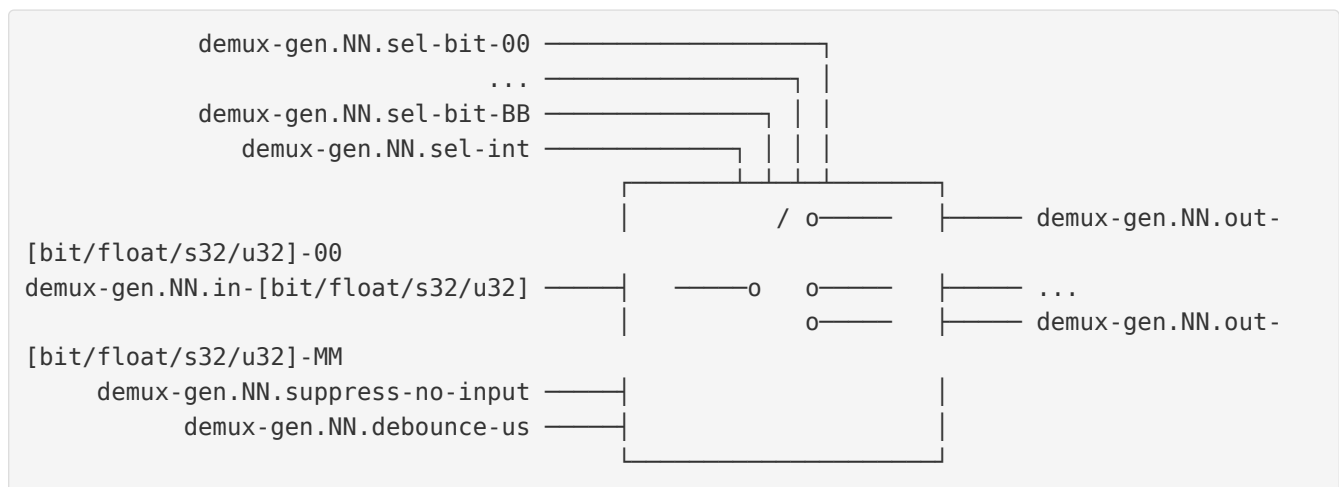 demux-gen.NN.sel-bit-00
...
demux-gen.NN.sel-bit-BB
demux-gen.NN.sel-int
/ o demux-gen.NN.out-
[bit/float/s32/u32]-00
demux-gen.NN.in-[bit/float/s32/u32] o o ...
o demux-gen.NN.out-
[bit/float/s32/u32]-MM
demux-gen.NN.suppress-no-input
demux-gen.NN.debounce-us